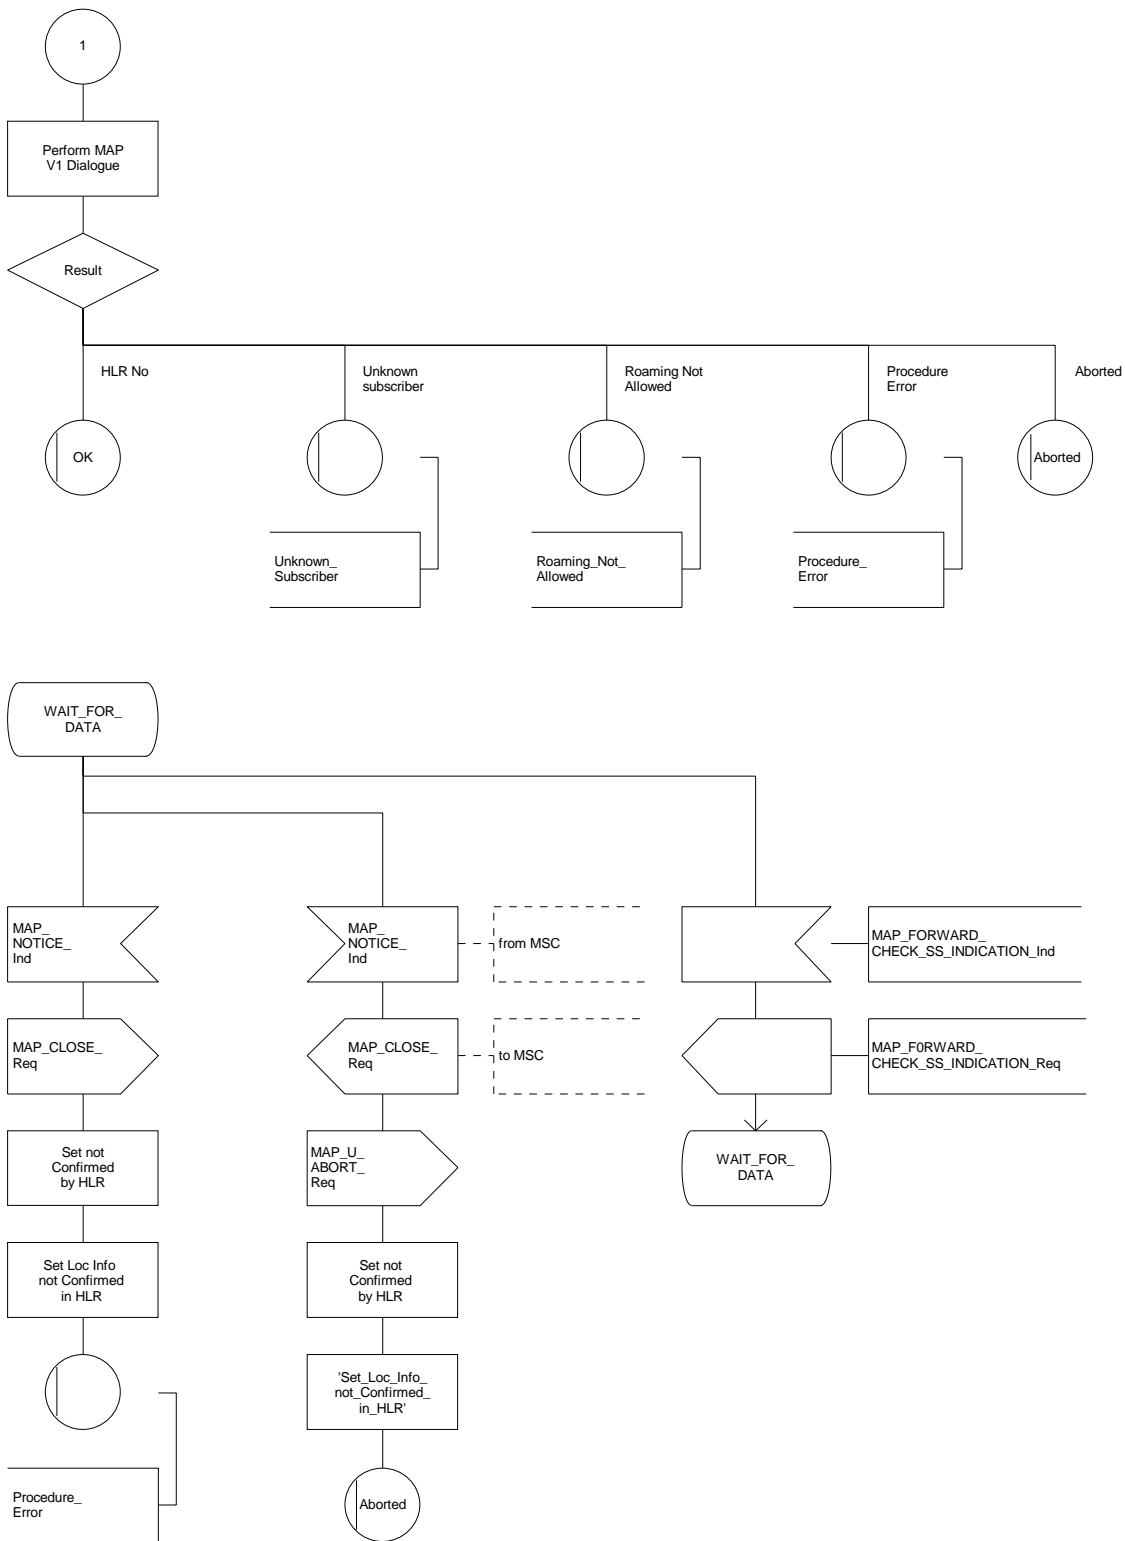 1
Perform MAP
V1 Dialogue
Result
HLR No
Unknown
subscriber
Roaming Not
Allowed
Procedure
Error
Aborted
OK
Aborted
Unknown_
Subscriber
Roaming_Not_
Allowed
Procedure_
Error
WAIT_FOR_
DATA
MAP_
NOTICE_
Ind
MAP_
NOTICE_
Ind
from MSC
MAP_FORWARD_
CHECK_SS_INDICATION_Ind
MAP_CLOSE_
Req
MAP_CLOSE_
Req
to MSC
MAP_F0RWARD_
CHECK_SS_INDICATION_Req
Set not
Confirmed
by HLR
MAP_U_
ABORT_
Req
WAIT_FOR_
DATA
Set Loc Info
not Confirmed
in HLR
Set not
Confirmed
by HLR
'Set_Loc_Info_
not_Confirmed_
in_HLR'
Procedure_
Error
Aborted